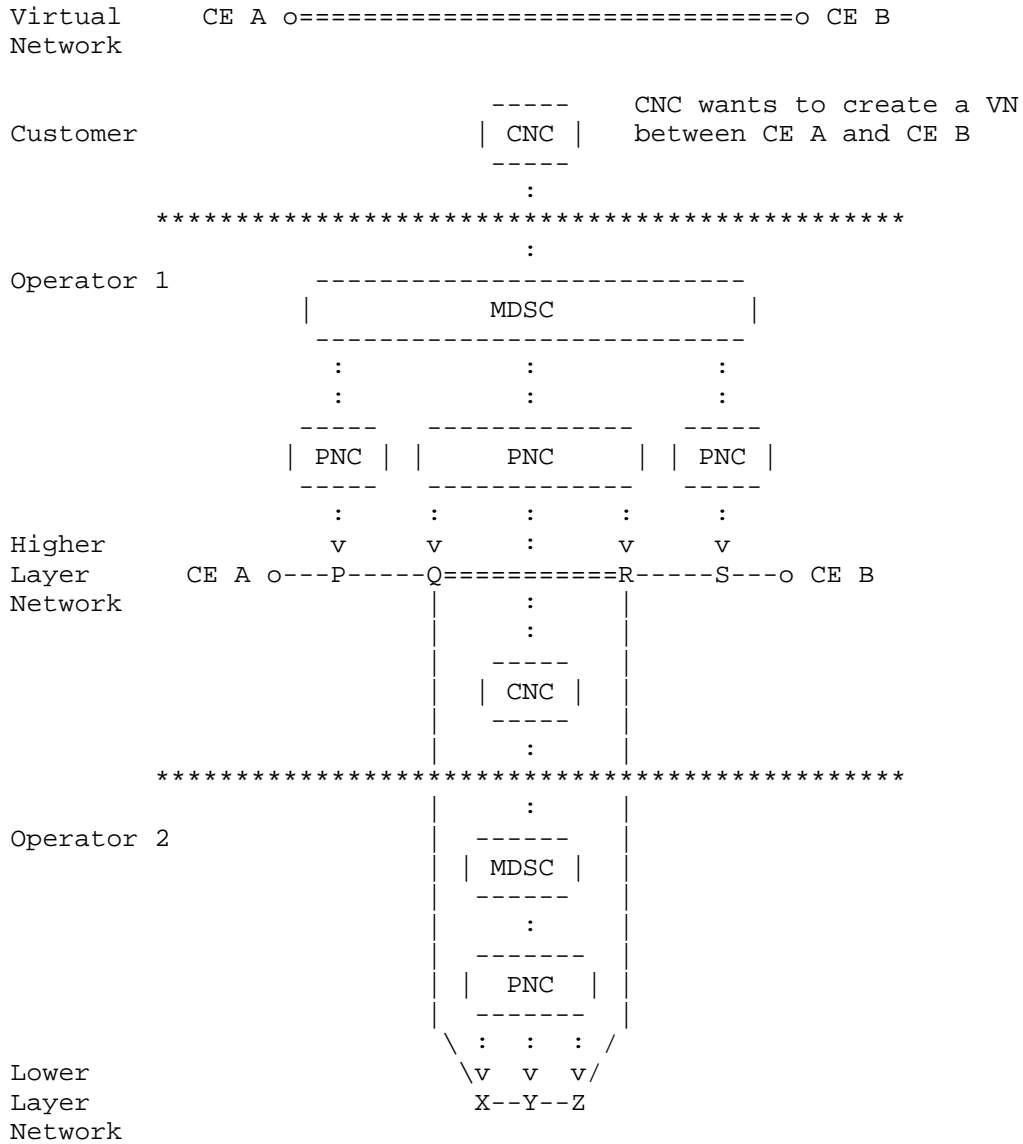 Virtual CE A o===============================o CE B
Network
----- CNC wants to create a VN
Customer | CNC | between CE A and CE B
-----
:
***********************************************
:
Operator 1 ---------------------------
| MDSC |
---------------------------
: : :
: : :
----- ------------- -----
| PNC | | PNC | | PNC |
----- ------------- -----
: : : : :
Higher v v : v v
Layer CE A o---P-----Q===========R-----S---o CE B
Network | : |
| : |
| ----- |
| | CNC | |
| ----- |
| : |
***********************************************
| : |
Operator 2 | ------ |
| | MDSC | |
| ------ |
| : |
| ------- |
| | PNC | |
| ------- |
\ : : : /
Lower \v v v/
Layer X--Y--Z
Network